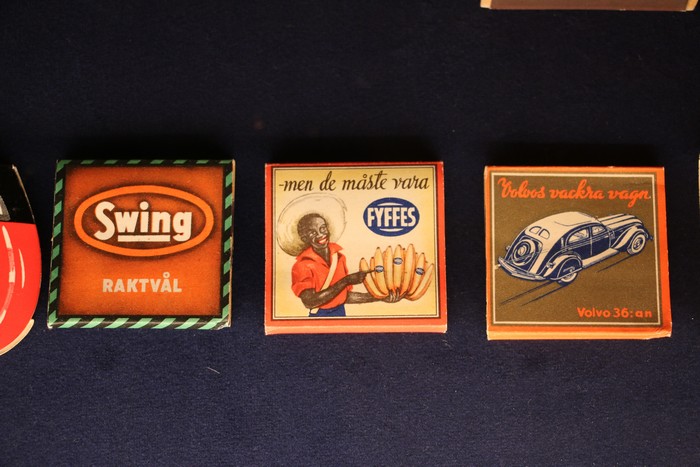 Swing
RAKTVÅL
-men de måste vara
FYFFES
Volvos vackra vagn
Volvo 36:an